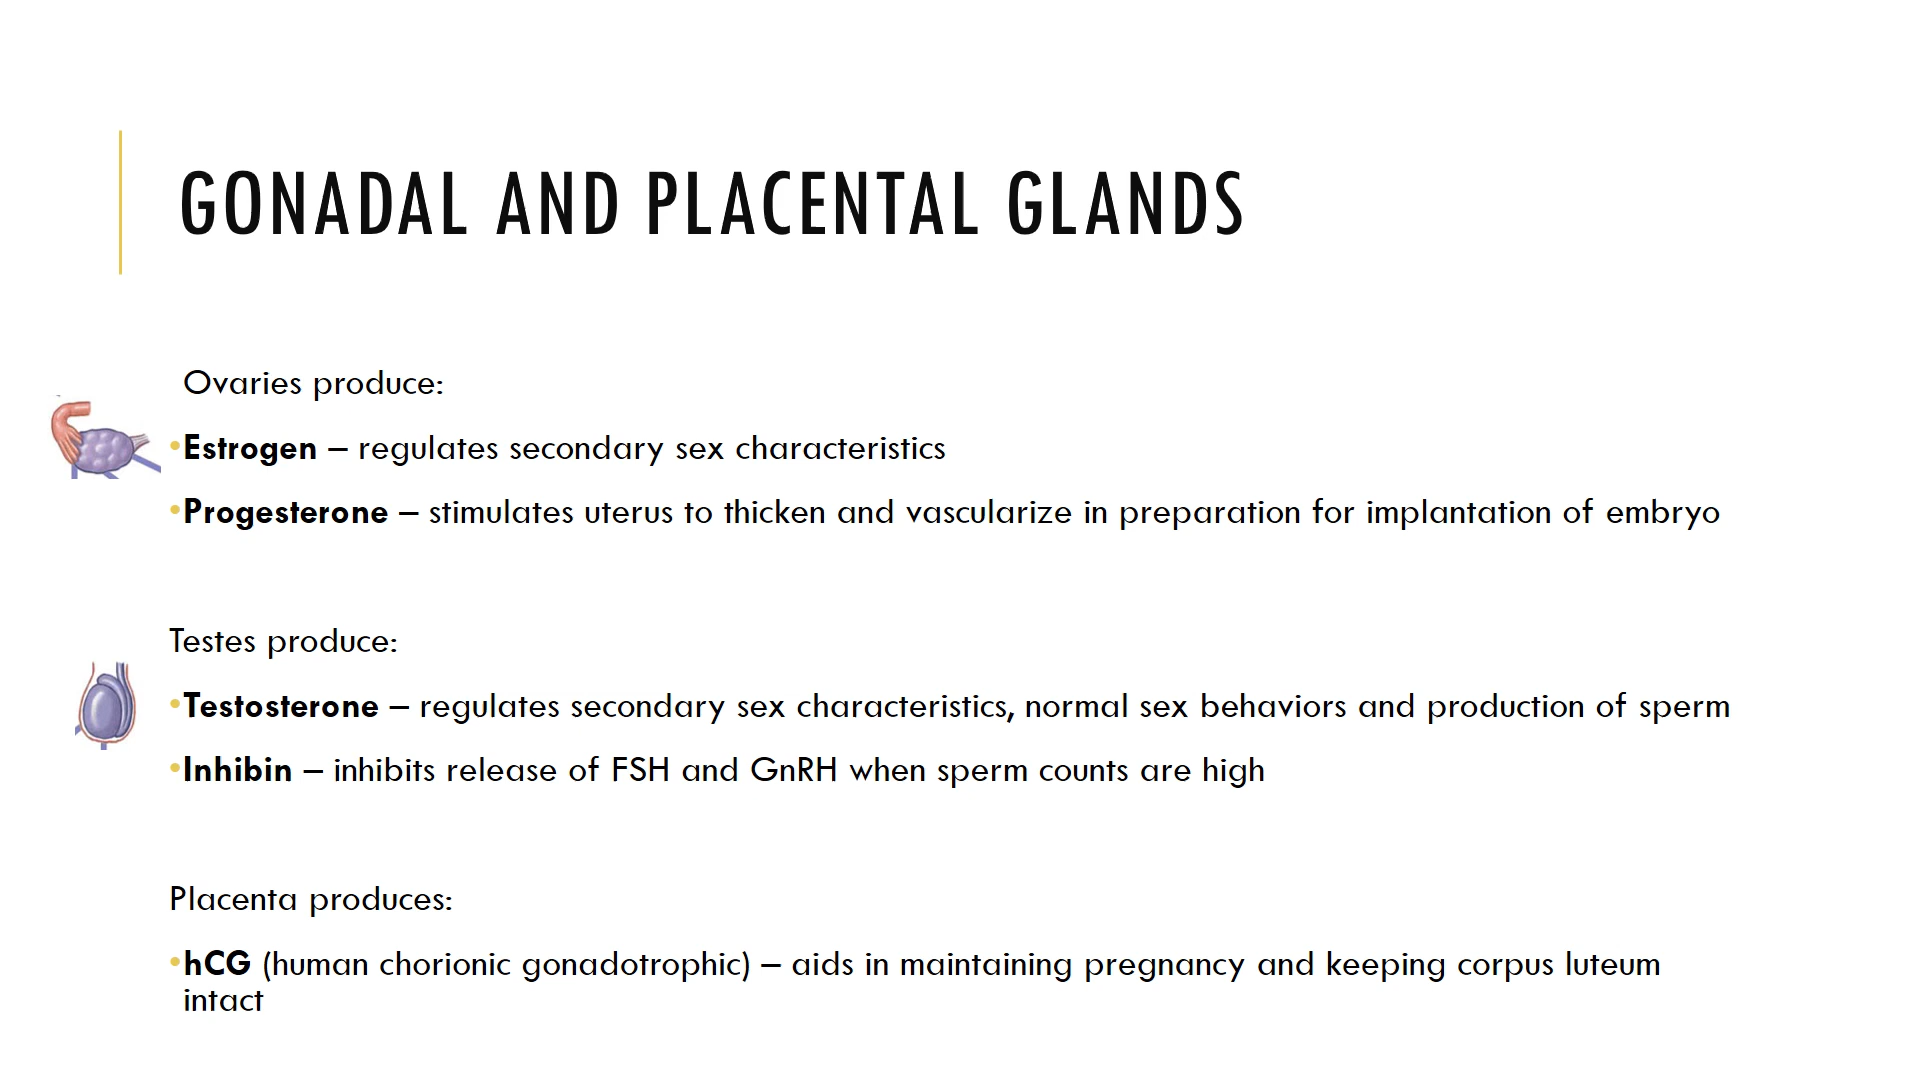 GONADAL AND PLACENTAL GLANDS
Ovaries produce:
•Estrogen – regulates secondary sex characteristics
•Progesterone – stimulates uterus to thicken and vascularize in preparation for implantation of embryo
Testes produce:
•Testosterone – regulates secondary sex characteristics, normal sex behaviors and production of sperm
•Inhibin – inhibits release of FSH and GnRH when sperm counts are high
Placenta produces:
•hCG (human chorionic gonadotrophic) – aids in maintaining pregnancy and keeping corpus luteum
intact